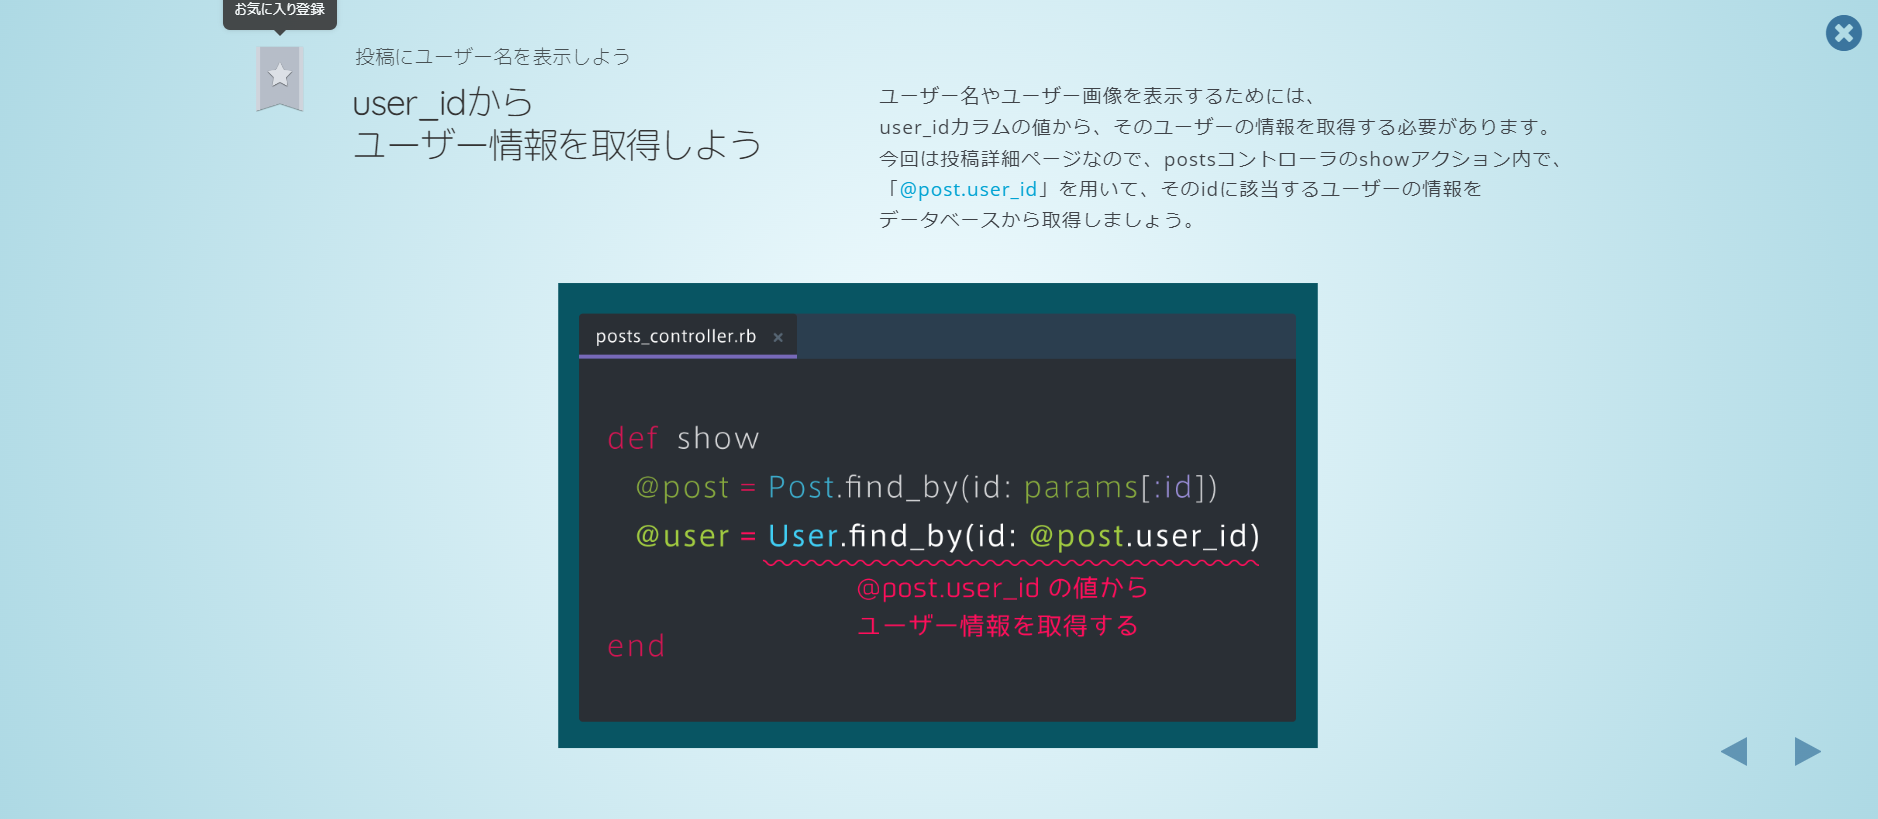 お気に入り登録
投稿にユーザー名を表示しよう
user_idから
ユーザー情報を取得しよう
ユーザー名やユーザー画像を表示するためには、
user_idカラムの値から、そのユーザーの情報を取得する必要があります。
今回は投稿詳細ページなので、postsコントローラのshowアクション内で、
「@post.user_id」を用いて、そのidに該当するユーザーの情報を
データベースから取得しましょう。
posts_controller.rb ×
def show
@post = Post.find_by(id: params[:id])
@user = User.find_by(id: @post.user_id)
@post.user_id の値から
ユーザー情報を取得する
end